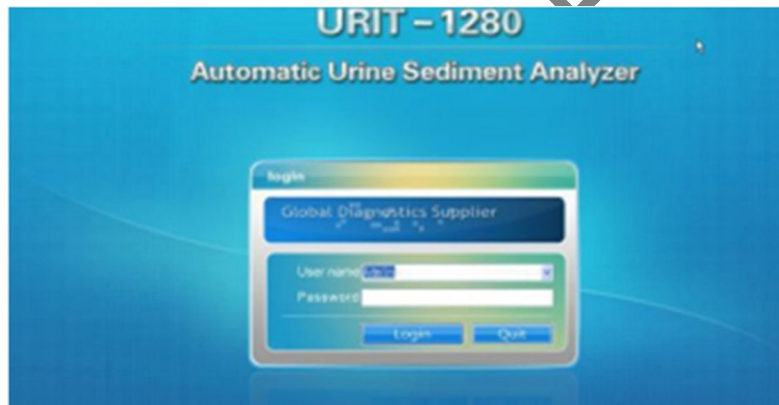 URIT – 1280
Automatic Urine Sediment Analyzer
login
Global Diagnostics Supplier
User name
Password
Login Quit